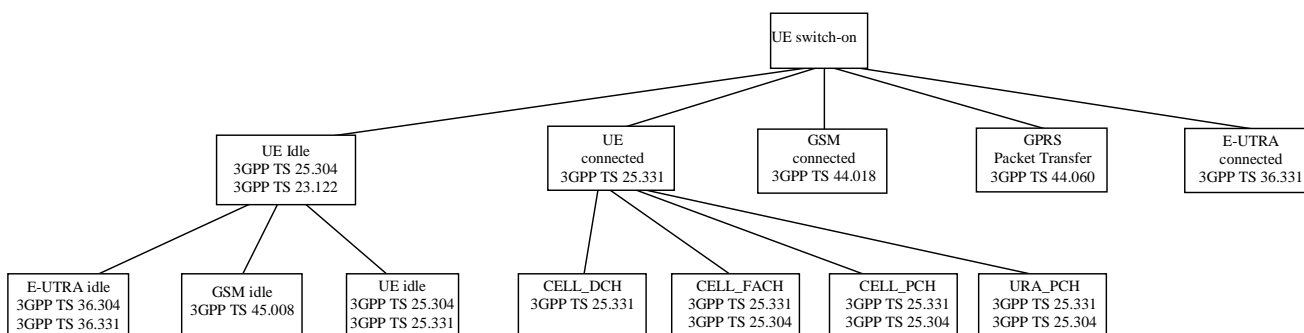 UE switch-on
UE Idle
3GPP TS 25.304
3GPP TS 23.122
UE
connected
3GPP TS 25.331
GSM
connected
3GPP TS 44.018
GPRS
Packet Transfer
3GPP TS 44.060
E-UTRA
connected
3GPP TS 36.331
E-UTRA idle
3GPP TS 36.304
3GPP TS 36.331
GSM idle
3GPP TS 45.008
UE idle
3GPP TS 25.304
3GPP TS 25.331
CELL_DCH
3GPP TS 25.331
CELL_FACH
3GPP TS 25.331
3GPP TS 25.304
CELL_PCH
3GPP TS 25.331
3GPP TS 25.304
URA_PCH
3GPP TS 25.331
3GPP TS 25.304